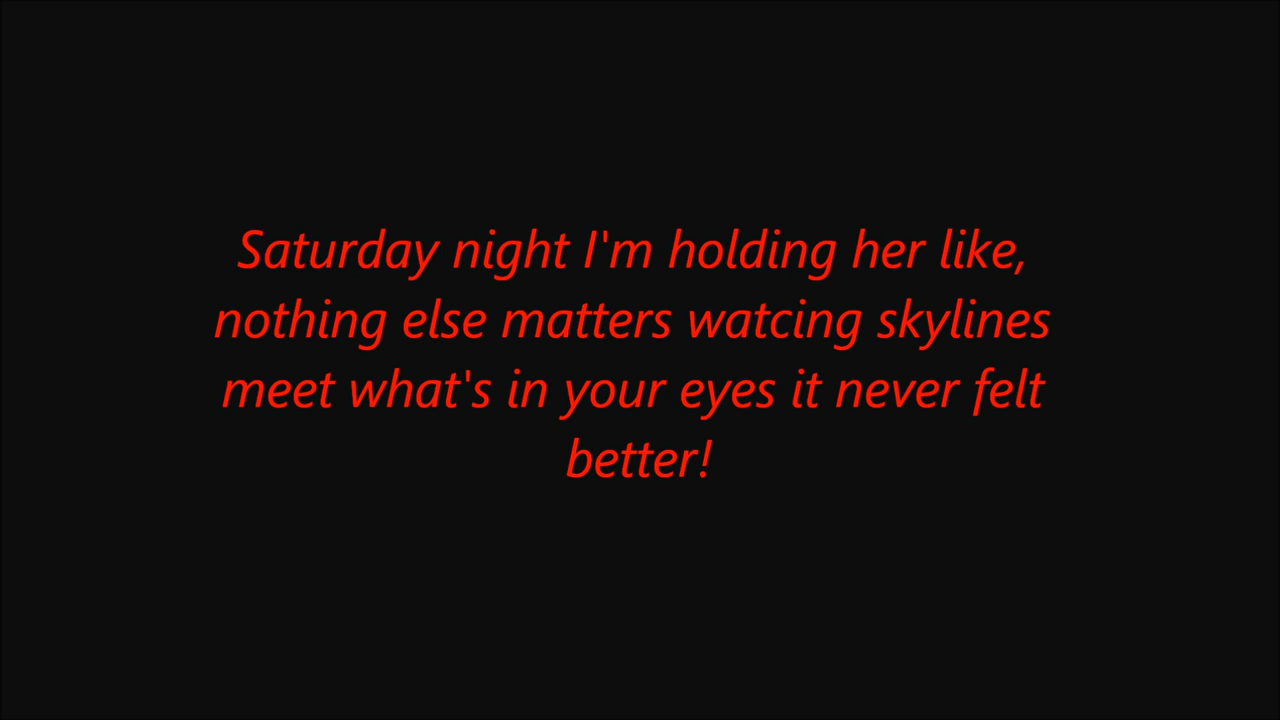 Saturday night I'm holding her like,
nothing else matters watcing skylines
meet what's in your eyes it never felt
better!